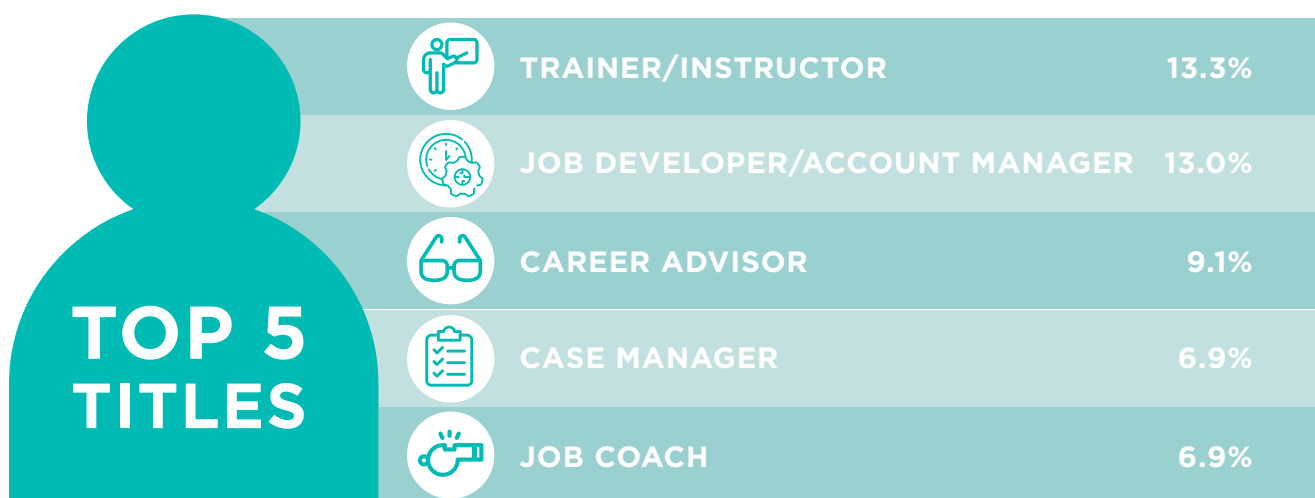 TOP 5
TITLES
TRAINER/INSTRUCTOR 13.3%
JOB DEVELOPER/ACCOUNT MANAGER 13.0%
CAREER ADVISOR 9.1%
CASE MANAGER 6.9%
JOB COACH 6.9%